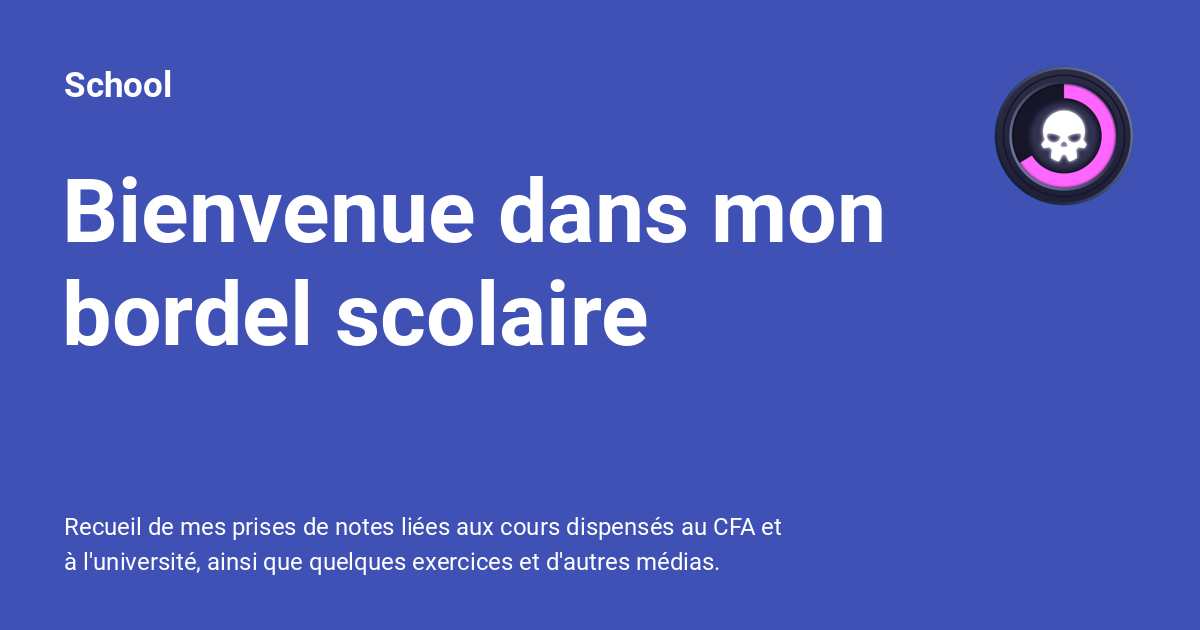 School
Bienvenue dans mon
bordel scolaire
Recueil de mes prises de notes liées aux cours dispensés au CFA et
à l'université, ainsi que quelques exercices et d'autres médias.